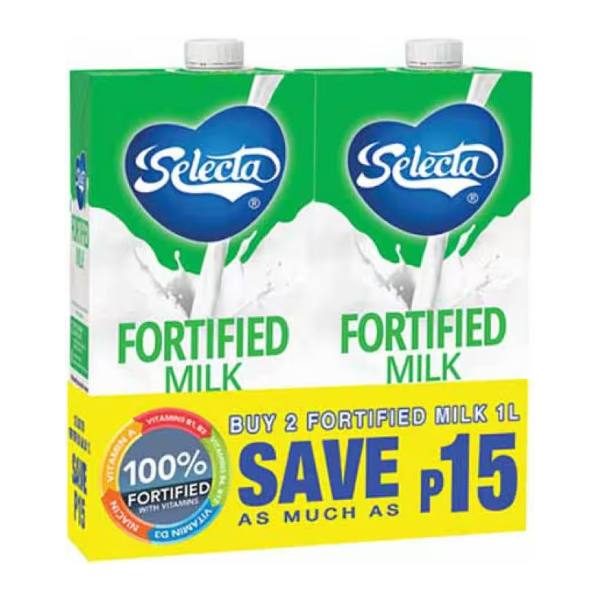 Selecta
®
FORTIFIED
MILK
Selecta
®
FORTIFIED
MILK
Selecta
FORTIFIED
MILK
BUY 2 FORTIFIED MILK 1L
SAVE
AS MUCH AS
P15
100%
FORTIFIED
WITH VITAMINS
VITAMIN A
VITAMINS B1, B2
VITAMIN D3
NIACIN
SAVE
P15